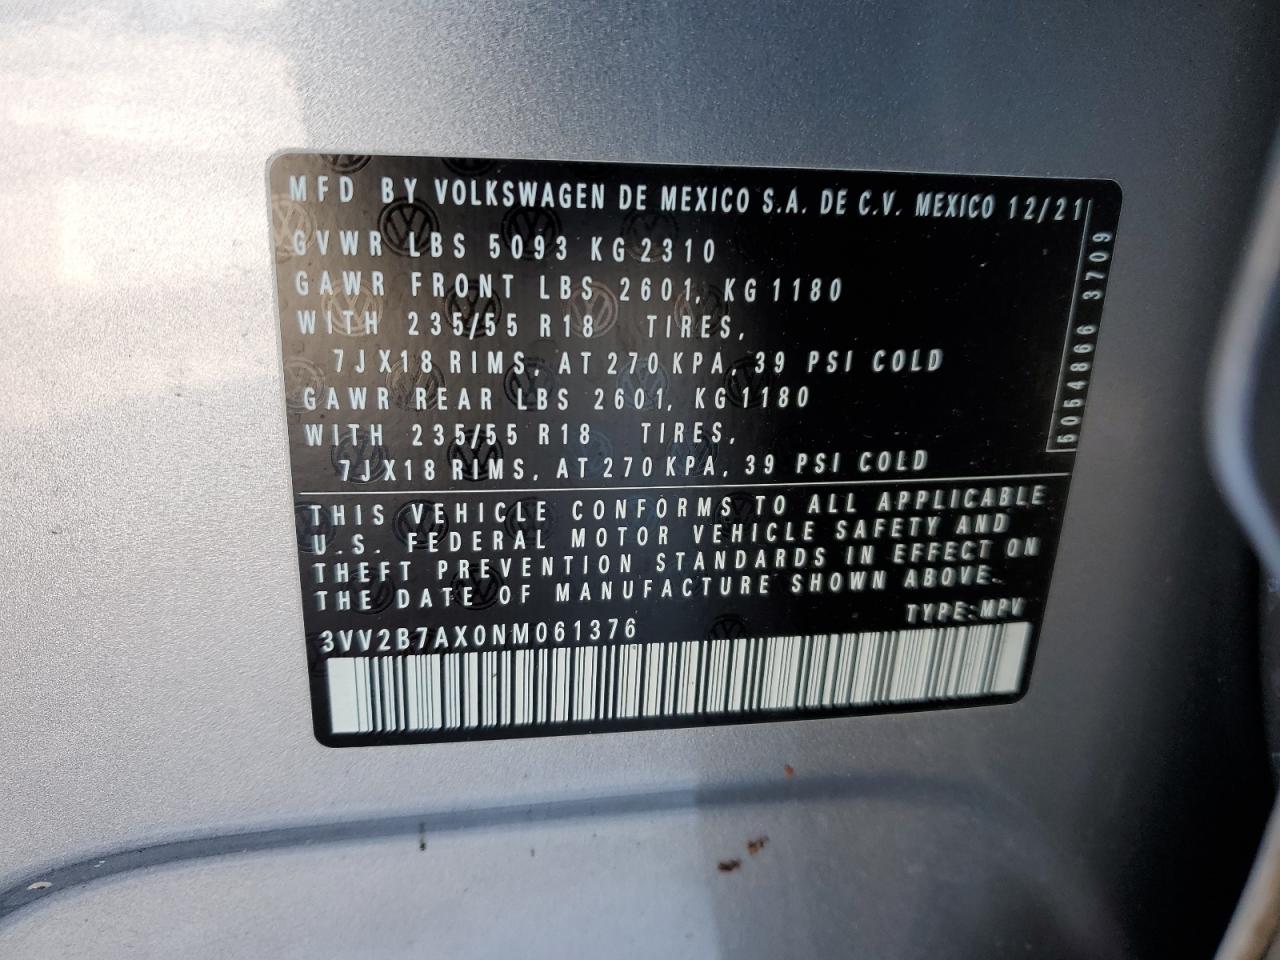 MFD BY VOLKSWAGEN DE MEXICO S.A. DE C.V. MEXICO 12/21
GVWR LBS 5093 KG 2310
GAWR FRONT LBS 2601, KG 1180
WITH 235/55 R18 TIRES,
7JX18 RIMS, AT 270 KPA, 39 PSI COLD
GAWR REAR LBS 2601, KG 1180
WITH 235/55 R18 TIRES,
7JX18 RIMS, AT 270 KPA, 39 PSI COLD
5054866 3709
THIS VEHICLE CONFORMS TO ALL APPLICABLE
U.S. FEDERAL MOTOR VEHICLE SAFETY AND
THEFT PREVENTION STANDARDS IN EFFECT ON
THE DATE OF MANUFACTURE SHOWN ABOVE.
TYPE: MPV
3VV2B7AX0NM061376